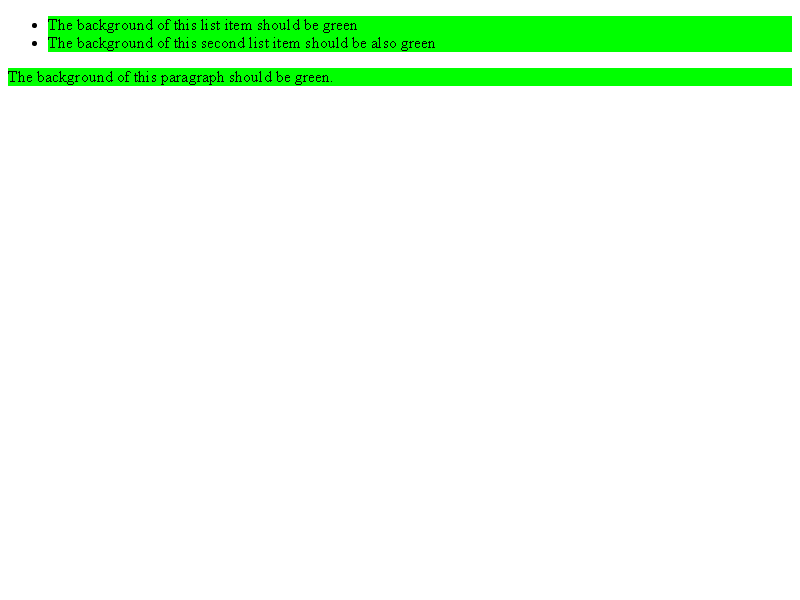 The background of this list item should be green
The background of this second list item should be also green
The background of this paragraph should be green.